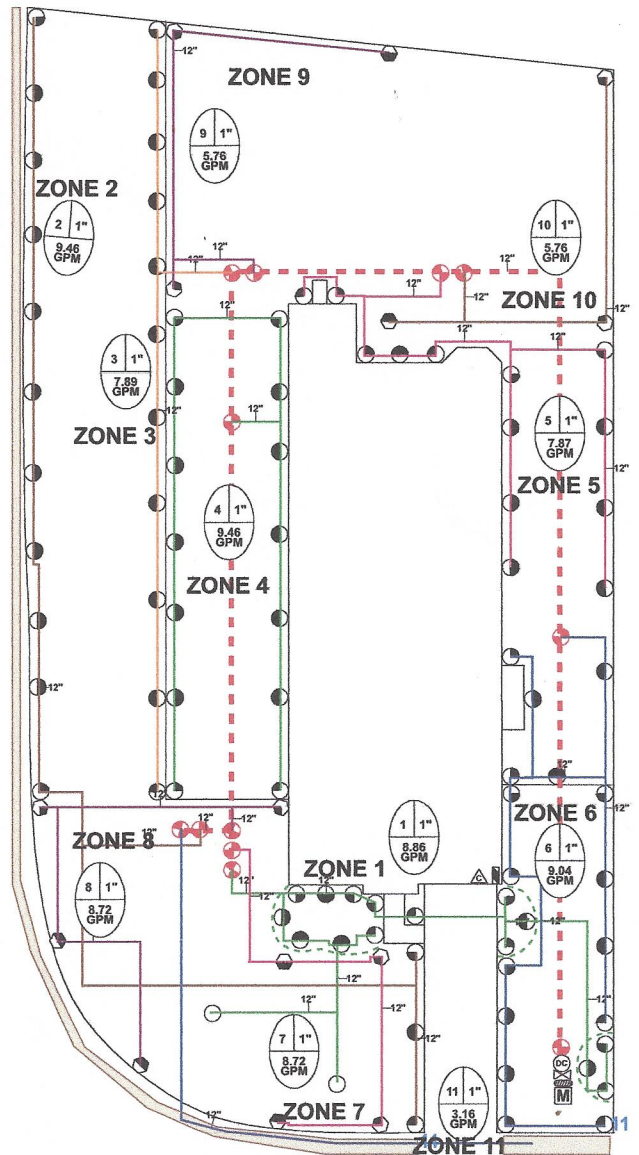 12"
ZONE 9
9 1"
5.76
GPM
ZONE 2
2 1"
9.46
GPM
10 1"
5.76
GPM
12"
12"
12"
12"
ZONE 10
12"
12"
12"
3 1"
7.89
GPM
12"
12"
ZONE 3
5 1"
7.87
GPM
12"
ZONE 5
4 1"
9.46
GPM
ZONE 4
12"
12"
12"
12"
ZONE 6
12"
ZONE 8
12"
12"
12"
1 1"
8.86
GPM
6 1"
9.04
GPM
ZONE 1
C
12"
12"
8 1"
8.72
GPM
12"
12"
12"
12"
12"
12"
12"
7 1"
8.72
GPM
DC
M
11 1"
3.16
GPM
ZONE 7
12"
11
ZONE 11